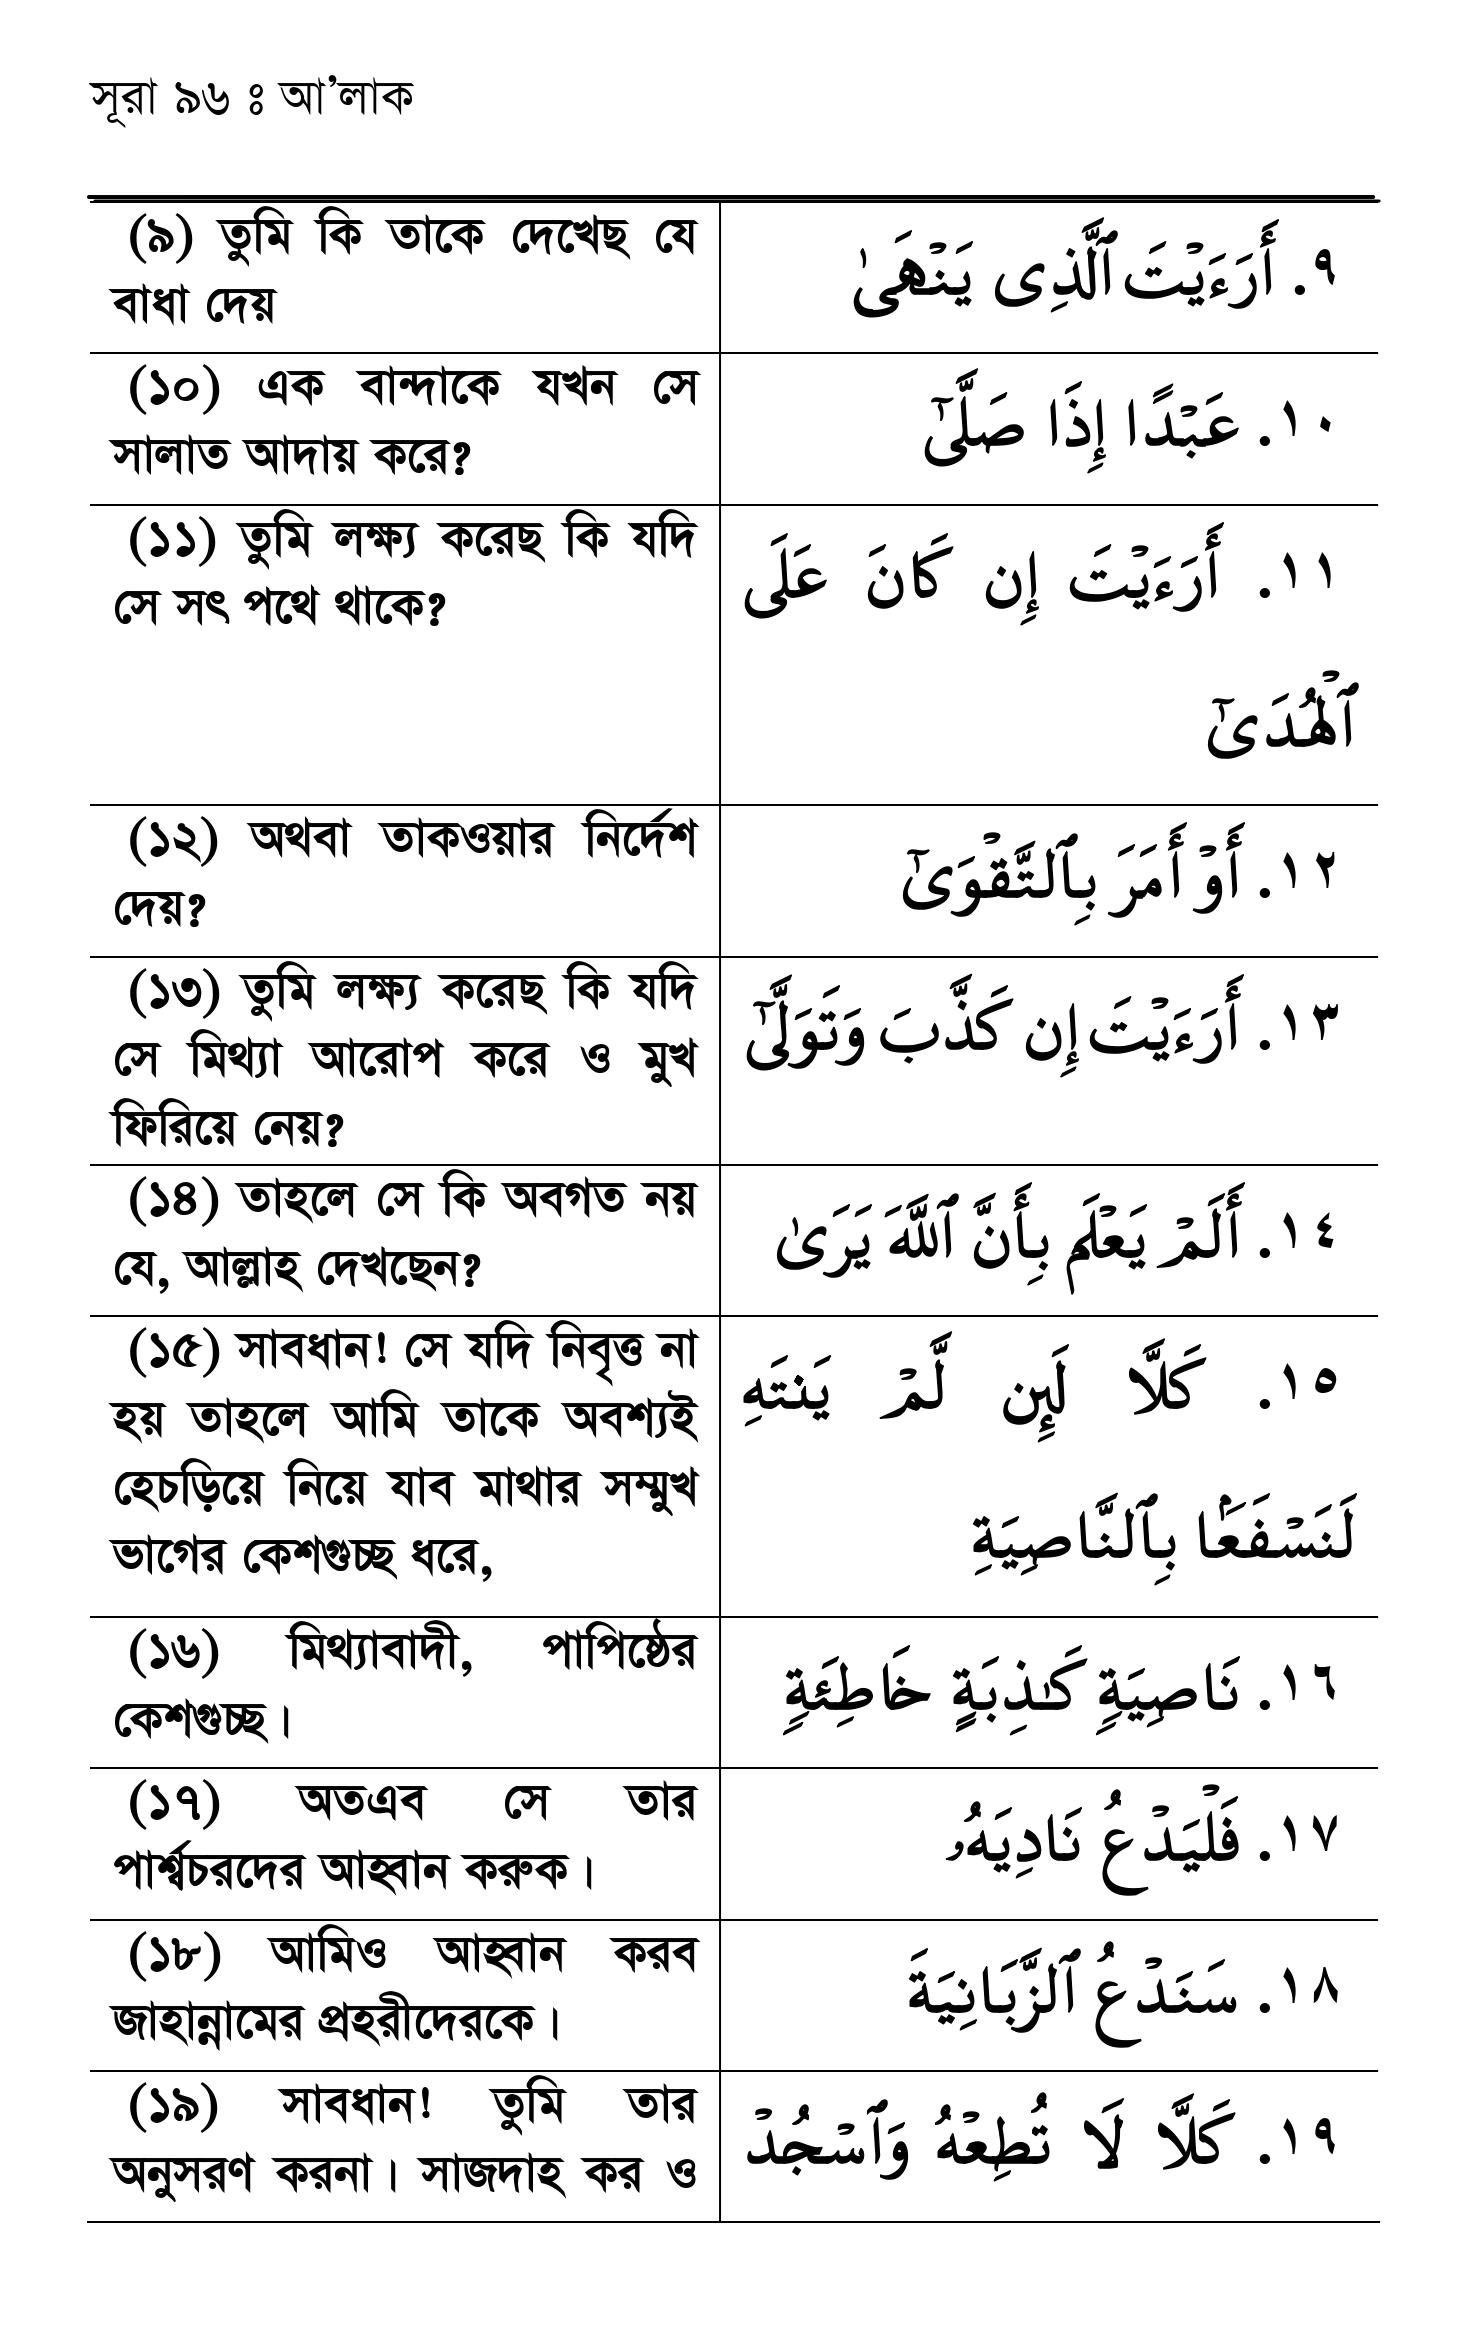 সূরা ৯৬ ঃ আ’লাক
(৯) তুমি কি তাকে দেখেছ যে
বাধা দেয়
٩. أَرَءَيْتَ ٱلَّذِى يَنْهَىٰ
(১০) এক বান্দাকে যখন সে
সালাত আদায় করে?
١٠. عَبْدًا إِذَا صَلَّىٰٓ
(১১) তুমি লক্ষ্য করেছ কি যদি
সে সৎ পথে থাকে?
١١. أَرَءَيْتَ إِن كَانَ عَلَى
ٱلْهُدَىٰٓ
(১২) অথবা তাকওয়ার নির্দেশ
দেয়?
١٢. أَوْ أَمَرَ بِٱلتَّقْوَىٰٓ
(১৩) তুমি লক্ষ্য করেছ কি যদি
সে মিথ্যা আরোপ করে ও মুখ
ফিরিয়ে নেয়?
١٣. أَرَءَيْتَ إِن كَذَّبَ وَتَوَلَّىٰٓ
(১৪) তাহলে সে কি অবগত নয়
যে, আল্লাহ দেখছেন?
١٤. أَلَمْ يَعْلَم بِأَنَّ ٱللَّهَ يَرَىٰ
(১৫) সাবধান! সে যদি নিবৃত্ত না
হয় তাহলে আমি তাকে অবশ্যই
হেচড়িয়ে নিয়ে যাব মাথার সম্মুখ
ভাগের কেশগুচ্ছ ধরে,
١٥. كَلَّا لَئِن لَّمْ يَنتَهِ
لَنَسْفَعًۢا بِٱلنَّاصِيَةِ
(১৬) মিথ্যাবাদী, পাপিষ্ঠের
কেশগুচ্ছ।
١٦. نَاصِيَةٍ كَـٰذِبَةٍ خَاطِئَةٍ
(১৭) অতএব সে তার
পার্শ্বচরদের আহ্বান করুক।
١٧. فَلْيَدْعُ نَادِيَهُۥ
(১৮) আমিও আহ্বান করব
জাহান্নামের প্রহরীদেরকে।
١٨. سَنَدْعُ ٱلزَّبَانِيَةَ
(১৯) সাবধান! তুমি তার
অনুসরণ করনা। সাজদাহ কর ও
١٩. كَلَّا لَا تُطِعْهُ وَٱسْجُدْ